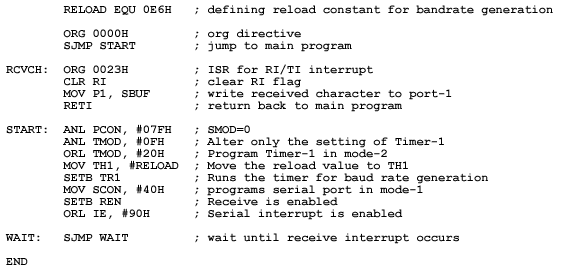 RELOAD EQU 0E6H ; defining reload constant for bandrate generation
ORG 0000H ; org directive
SJMP START ; jump to main program
RCVCH: ORG 0023H ; ISR for RI/TI interrupt
CLR RI ; clear RI flag
MOV P1, SBUF ; write received character to port-1
RETI ; return back to main program
START: ANL PCON, #07FH ; SMOD=0
ANL TMOD, #0FH ; Alter only the setting of Timer-1
ORL TMOD, #20H ; Program Timer-1 in mode-2
MOV TH1, #RELOAD ; Move the reload value to TH1
SETB TR1 ; Runs the timer for baud rate generation
MOV SCON, #40H ; programs serial port in mode-1
SETB REN ; Receive is enabled
ORL IE, #90H ; Serial interrupt is enabled
WAIT: SJMP WAIT ; wait until receive interrupt occurs
END